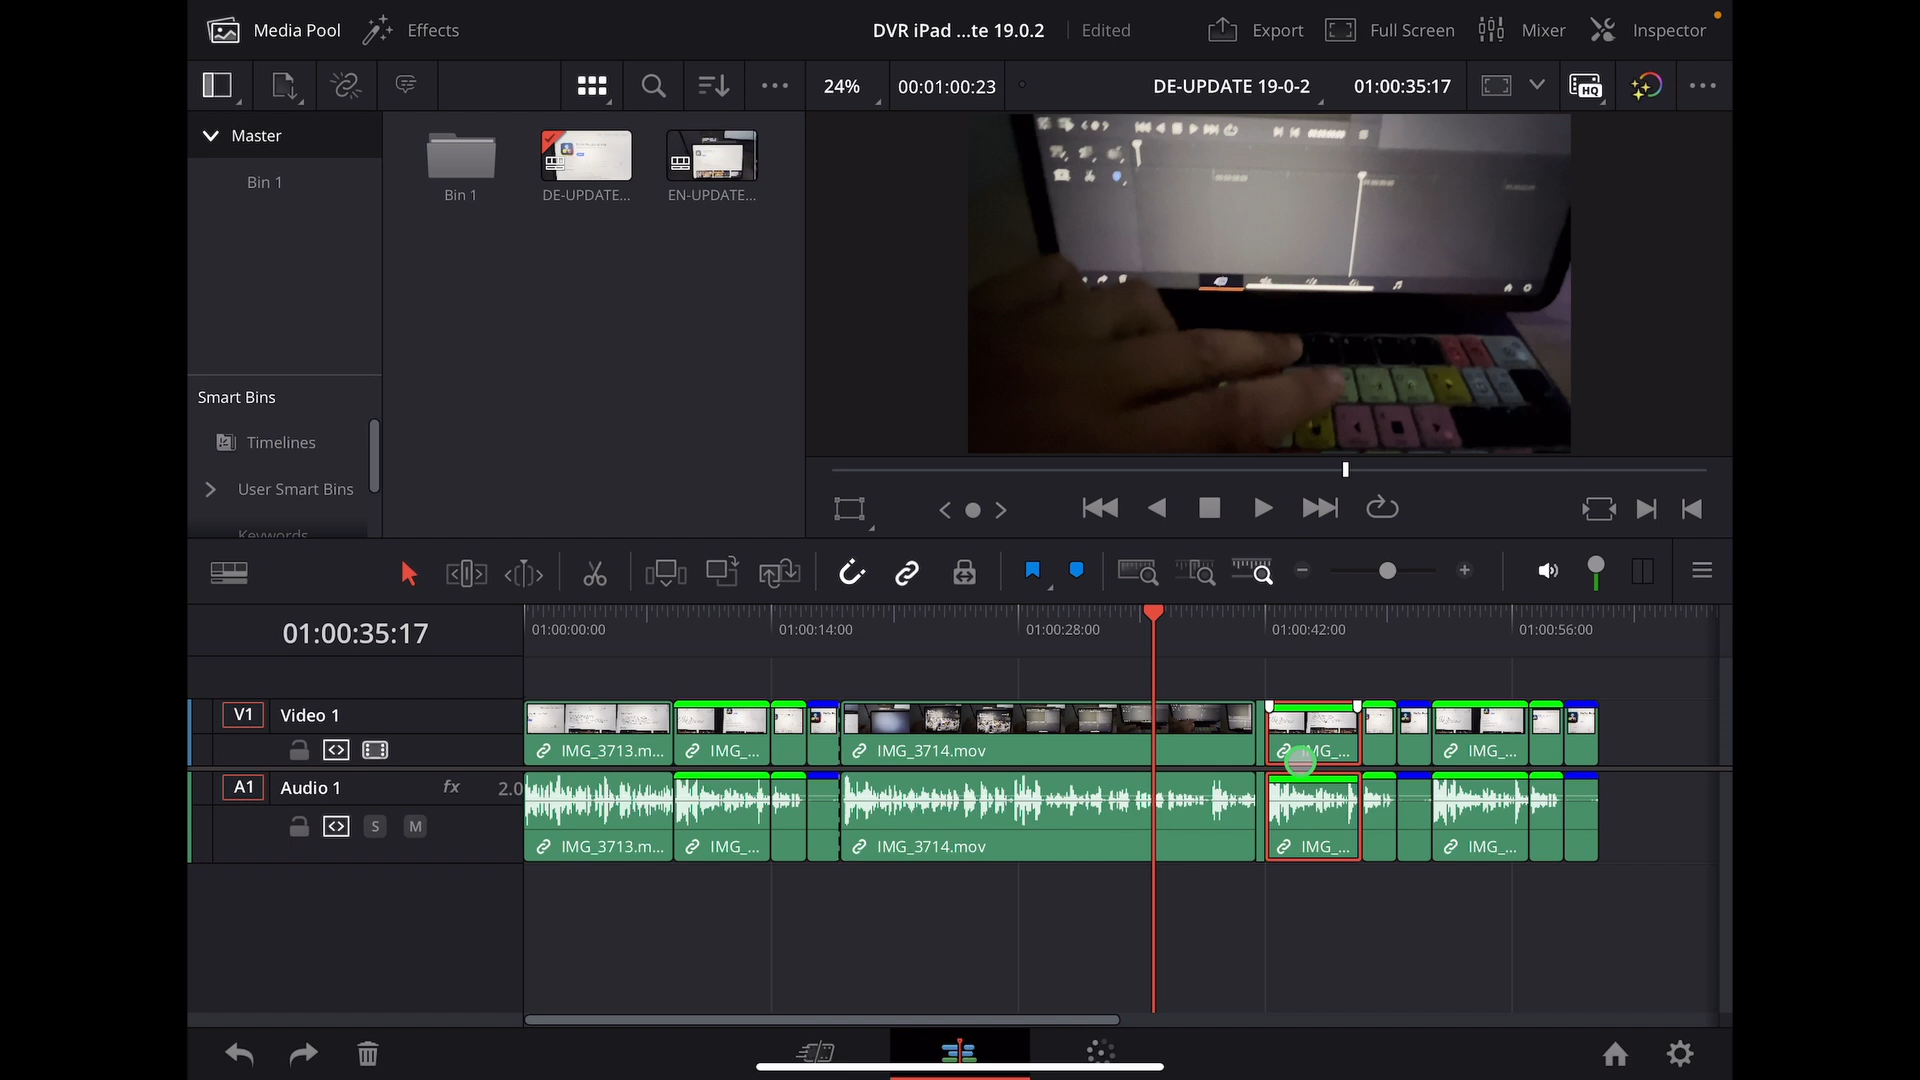 Media Pool
Effects
DVR iPad ...te 19.0.2
Edited
Export
Full Screen
Mixer
Inspector
24%
00:01:00:23
DE-UPDATE 19-0-2
01:00:35:17
HQ
Master
Bin 1
Bin 1
DE-UPDATE...
EN-UPDATE...
Smart Bins
Timelines
User Smart Bins
Keywords
01:00:35:17
01:00:00:00
01:00:14:00
01:00:28:00
01:00:42:00
01:00:56:00
V1
Video 1
IMG_3713.m...
IMG_...
IMG_3714.mov
IMG_...
A1
Audio 1
fx
2.0
S
M
IMG_3713.m...
IMG_...
IMG_3714.mov
IMG_...
IMG_...